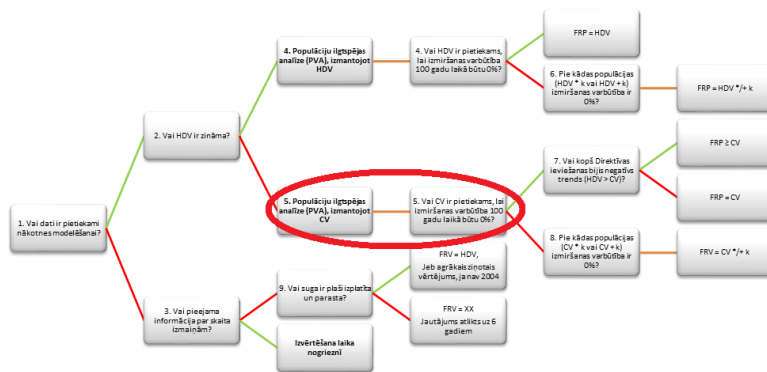 4. Populāciju ilgtspējas
analīze (PVA), izmantojot
HDV
4. Vai HDV ir pietiekams,
lai izmiršanas varbūtība
100 gadu laikā būtu 0%?
FRP = HDV
6. Pie kādas populācijas
(HDV * k vai HDV + k)
izmiršanas varbūtība ir
0%?
FRP = HDV */+ k
2. Vai HDV ir zināma?
5. Populāciju ilgtspējas
analīze (PVA), izmantojot
CV
5. Vai CV ir pietiekams, lai
izmiršanas varbūtība 100
gadu laikā būtu 0%?
7. Vai kopš Direktīvas
ieviešanas bijis negatīvs
trends (HDV > CV)?
FRP ≥ CV
FRP = CV
8. Pie kādas populācijas
(CV * k vai CV + k)
izmiršanas varbūtība ir
0%?
FRV = CV */+ k
1. Vai dati ir pietiekami
nākotnes modelēšanai?
3. Vai pieejama
informācija par skaita
izmaiņām?
9. Vai suga ir plaši izplatīta
un parasta?
FRV = HDV,
Jeb agrākais ziņotais
vērtējums, ja nav 2004
FRV = XX
Jautājums atlikts uz 6
gadiem
Izvērtēšana laika
nogrieznī